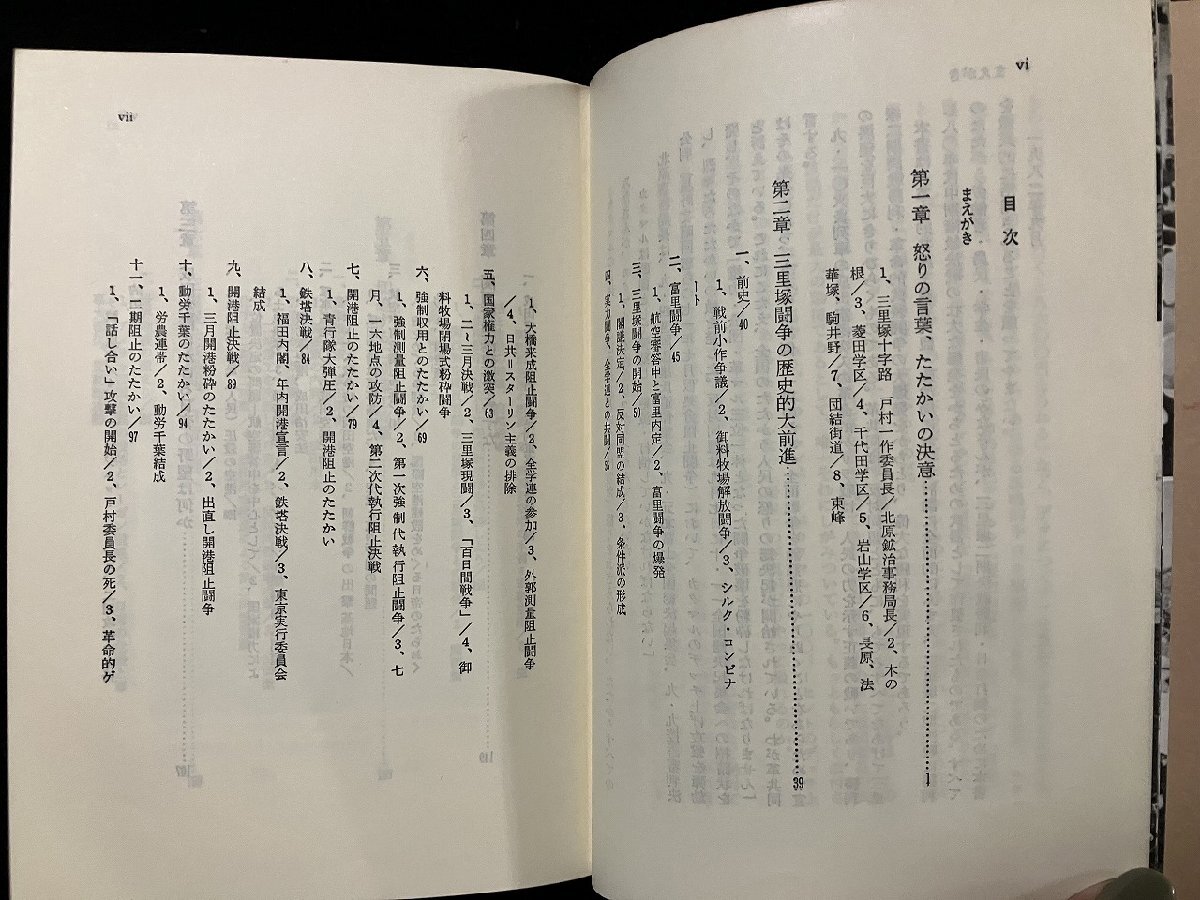 vi
目次
まえがき
第一章 怒りの言葉、たたかいの決意……………………1
1、三里塚十字路 戸村一作委員長/北原鉱治事務局長/2、木の
根/3、菱田学区/4、千代田学区/5、岩山学区/6、長原、法
華塚、駒井野/7、団結街道/8、東峰
第二章 三里塚闘争の歴史的大前進……………………39
一、前史/40
1、戦前小作争議/2、御料牧場解放闘争/3、シルク・コンビナ
ート
二、富里闘争/45
1、航空審答申と富里内定/2、富里闘争の爆発
三、三里塚闘争の開始/50
1、閣議決定/2、反対同盟の結成/3、条件派の形成
四、実力闘争、全学連との共闘/
vii
1、大橋来成阻止闘争/2、全学連の参加/3、外郭測量阻止闘争
/4、日共=スターリン主義の排除
五、国家権力との激突/63
1、二〜三月決戦/2、三里塚現闘/3、「百日間戦争」/4、御
料牧場閉場式粉砕闘争
六、強制収用とのたたかい/69
1、強制測量阻止闘争/2、第一次強制代執行阻止闘争/3、七
月、一六地点の攻防/4、第二次代執行阻止決戦
七、開港阻止のたたかい/79
1、青行隊大弾圧/2、開港阻止のたたかい
八、鉄塔決戦/84
1、福田内閣、年内開港宣言/2、鉄塔決戦/3、東京実行委員会
結成
九、開港阻止決戦/89
1、三月開港粉砕のたたかい/2、出直し開港阻止闘争
十、動労千葉のたたかい/94
1、労農連帯/2、動労千葉結成
十一、二期阻止のたたかい/97
1、「話し合い」攻撃の開始/2、戸村委員長の死/3、革命的ゲ